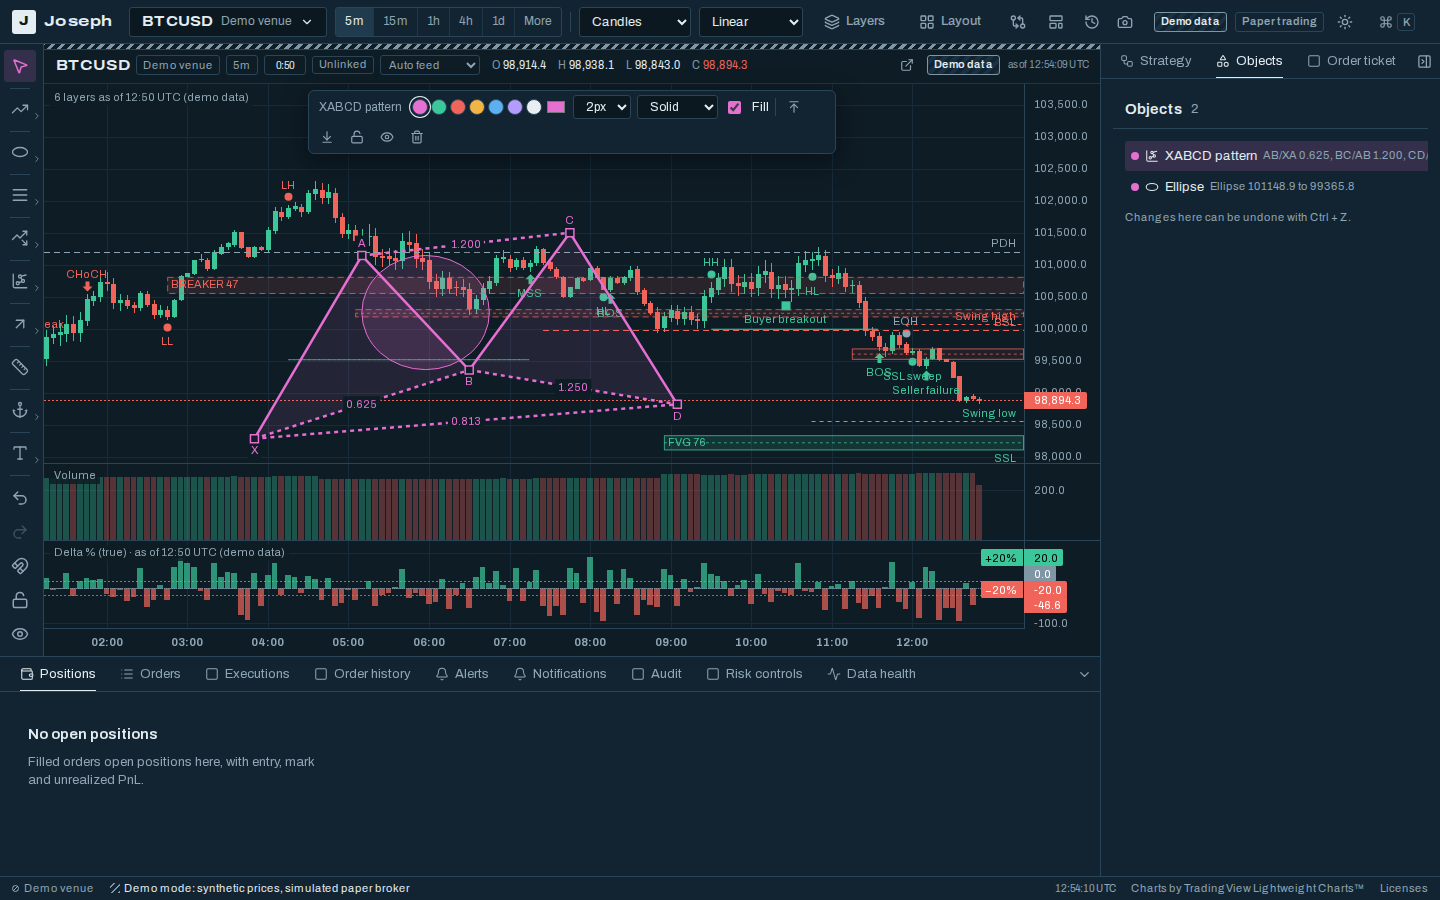 J Joseph BTCUSD Demo venue 5m 15m 1h 4h 1d More Candles Linear Layers Layout Demo data Paper trading ⌘ K
BTCUSD Demo venue 5m 0:50 Unlinked Auto feed O 98,914.4 H 98,938.1 L 98,843.0 C 98,894.3 Demo data as of 12:54:09 UTC
Strategy Objects Order ticket
6 layers as of 12:50 UTC (demo data)
XABCD pattern 2px Solid Fill
Objects 2
XABCD pattern AB/XA 0.625, BC/AB 1.200, CD/
Ellipse Ellipse 101148.9 to 99365.8
Changes here can be undone with Ctrl + Z.
103,500.0
103,000.0
102,500.0
102,000.0
101,500.0
101,000.0
100,500.0
100,000.0
99,500.0
99,000.0
98,894.3
98,500.0
98,000.0
LH
C
A
1.200
PDH
HH
CHoCH
BREAKER 47
MSS
HL
HL
BOS
Swing high
BSL
Buyer breakout
EQH
LL
BOS
SSL sweep
B
1.250
Seller failure
0.625
Swing low
0.813
D
X
FVG 76
SSL
Volume
200.0
Delta % (true) · as of 12:50 UTC (demo data)
+20% 20.0
0.0
−20% -20.0
-46.6
-100.0
02:00 03:00 04:00 05:00 06:00 07:00 08:00 09:00 10:00 11:00 12:00
Positions Orders Executions Order history Alerts Notifications Audit Risk controls Data health
No open positions
Filled orders open positions here, with entry, mark
and unrealized PnL.
Demo venue Demo mode: synthetic prices, simulated paper broker 12:54:10 UTC Charts by TradingView Lightweight Charts™ Licenses